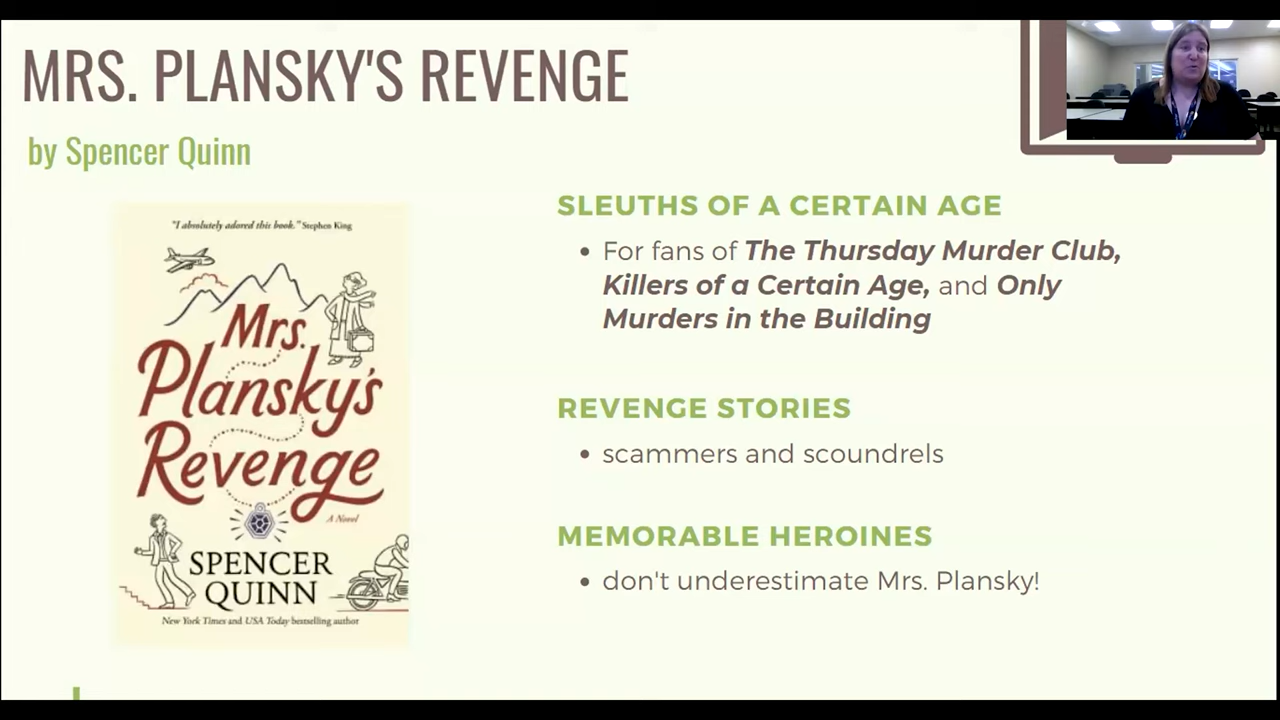 MRS. PLANSKY'S REVENGE
by Spencer Quinn
"I absolutely adored this book." Stephen King
Mrs.
Plansky's
Revenge
A Novel
SPENCER
QUINN
New York Times and USA Today bestselling author
SLEUTHS OF A CERTAIN AGE
• For fans of The Thursday Murder Club,
Killers of a Certain Age, and Only
Murders in the Building
REVENGE STORIES
• scammers and scoundrels
MEMORABLE HEROINES
• don't underestimate Mrs. Plansky!